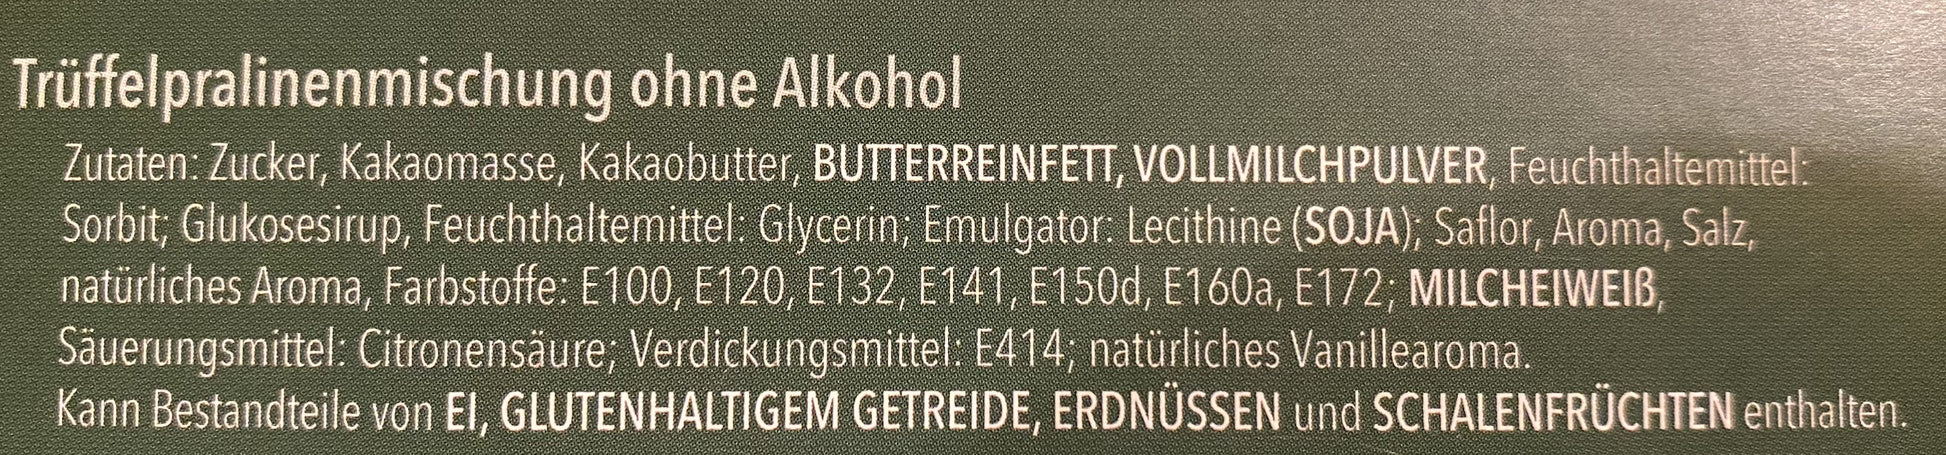 Trüffelpralinenmischung ohne Alkohol
Zutaten: Zucker, Kakaomasse, Kakaobutter, BUTTERREINFETT, VOLLMILCHPULVER, Feuchthaltemittel:
Sorbit; Glukosesirup, Feuchthaltemittel: Glycerin; Emulgator: Lecithine (SOJA); Saflor, Aroma, Salz,
natürliches Aroma, Farbstoffe: E100, E120, E132, E141, E150d, E160a, E172; MILCHEIWEIß,
Säuerungsmittel: Citronensäure; Verdickungsmittel: E414; natürliches Vanillearoma.
Kann Bestandteile von EI, GLUTENHALTIGEM GETREIDE, ERDNÜSSEN und SCHALENFRÜCHTEN enthalten.